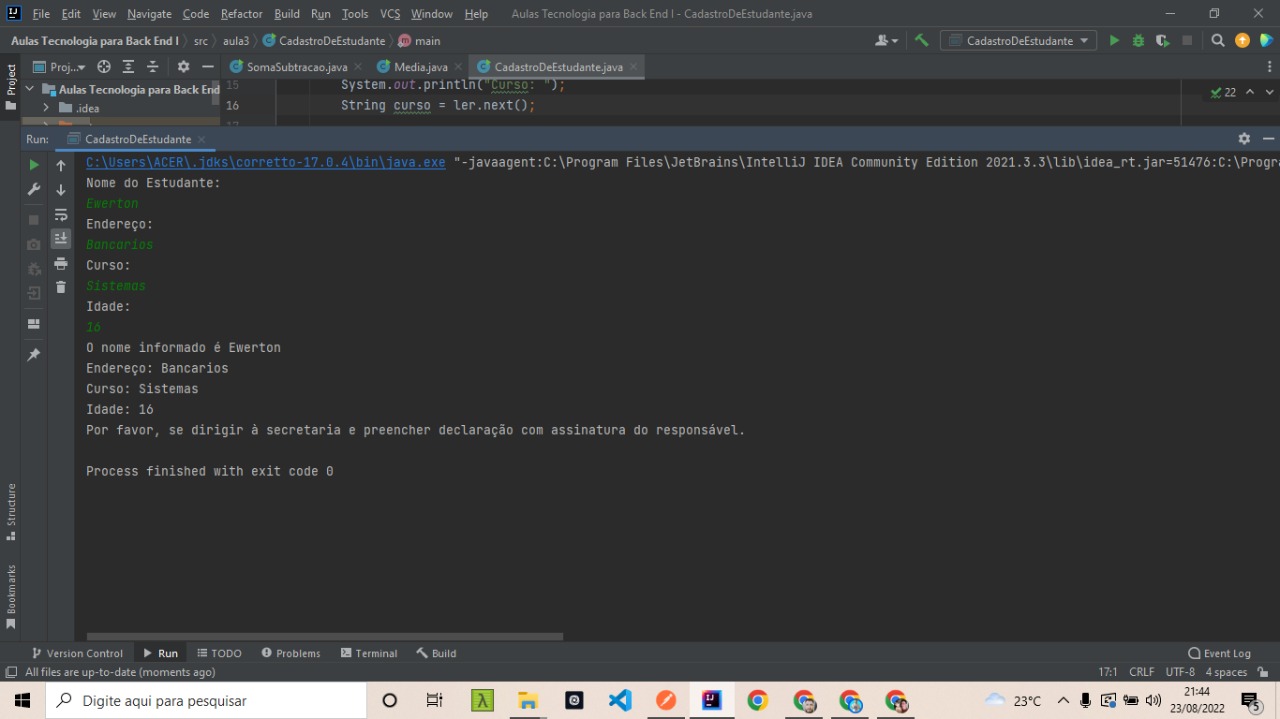 File Edit View Navigate Code Refactor Build Run Tools VCS Window Help Aulas Tecnologia para Back End I - CadastroDeEstudante.java
Aulas Tecnologia para Back End I src aula3 CadastroDeEstudante main CadastroDeEstudante
Project Proj... SomaSubtracao.java Media.java CadastroDeEstudante.java
Aulas Tecnologia para Back End 15 System.out.println("Curso: "); 22
.idea 16 String curso = ler.next();
Run: CadastroDeEstudante
C:\Users\ACER\.jdks\corretto-17.0.4\bin\java.exe "-javaagent:C:\Program Files\JetBrains\IntelliJ IDEA Community Edition 2021.3.3\lib\idea_rt.jar=51476:C:\Progra
Nome do Estudante:
Ewerton
Endereço:
Bancarios
Curso:
Sistemas
Idade:
16
O nome informado é Ewerton
Endereço: Bancarios
Curso: Sistemas
Idade: 16
Por favor, se dirigir à secretaria e preencher declaração com assinatura do responsável.
Process finished with exit code 0
Structure
Bookmarks
Version Control Run TODO Problems Terminal Build Event Log
All files are up-to-date (moments ago) 17:1 CRLF UTF-8 4 spaces
Digite aqui para pesquisar 23°C 21:44
23/08/2022 5